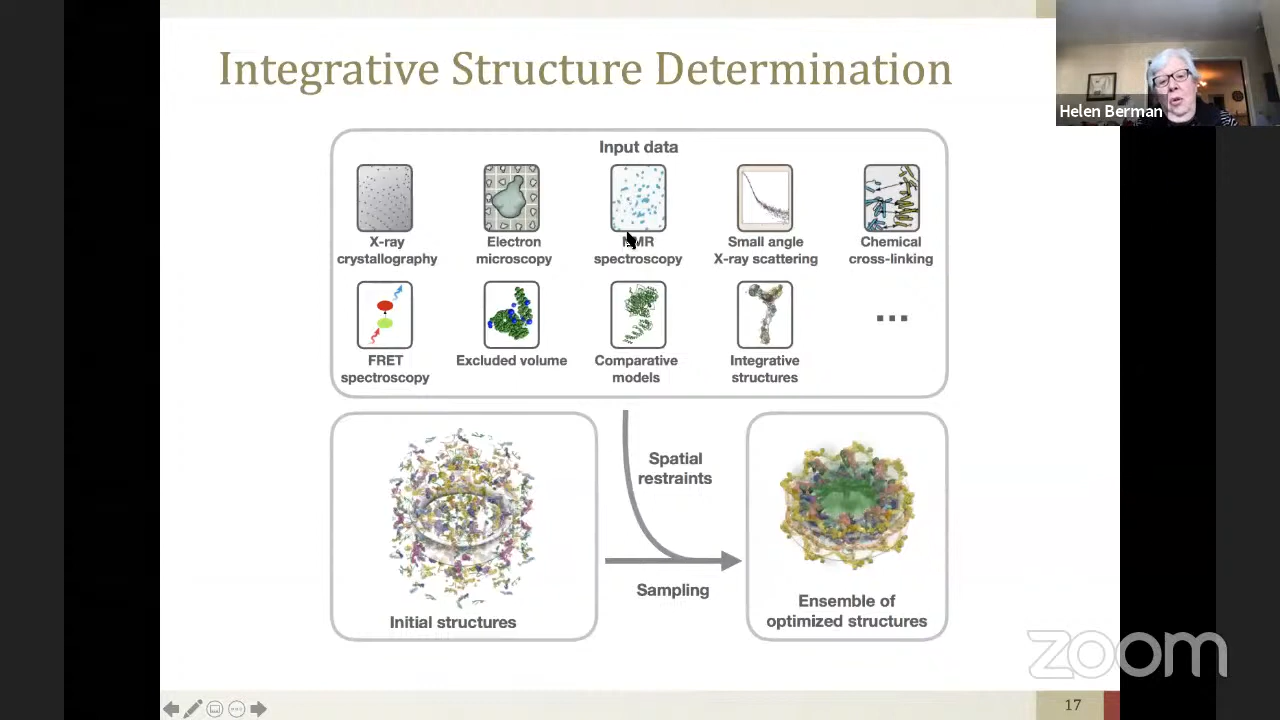 Integrative Structure Determination
Helen Berman
Input data
X-ray
crystallography
Electron
microscopy
NMR
spectroscopy
Small angle
X-ray scattering
Chemical
cross-linking
FRET
spectroscopy
Excluded volume
Comparative
models
Integrative
structures
...
Spatial
restraints
Sampling
Initial structures
Ensemble of
optimized structures
zoom
17